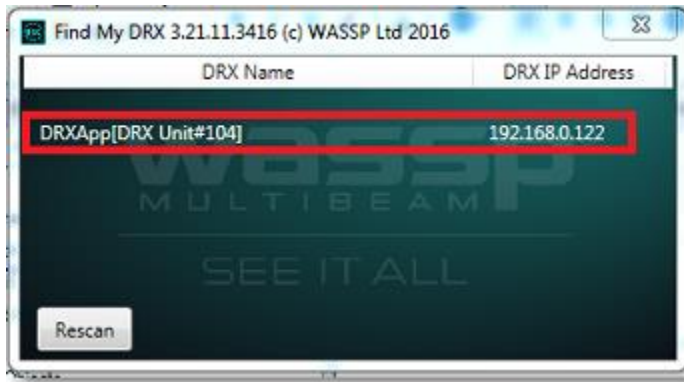 Find My DRX 3.21.11.3416 (c) WASSP Ltd 2016
DRX Name DRX IP Address
DRXApp[DRX Unit#104] 192.168.0.122
wassp
MULTIBEAM
SEE IT ALL
Rescan